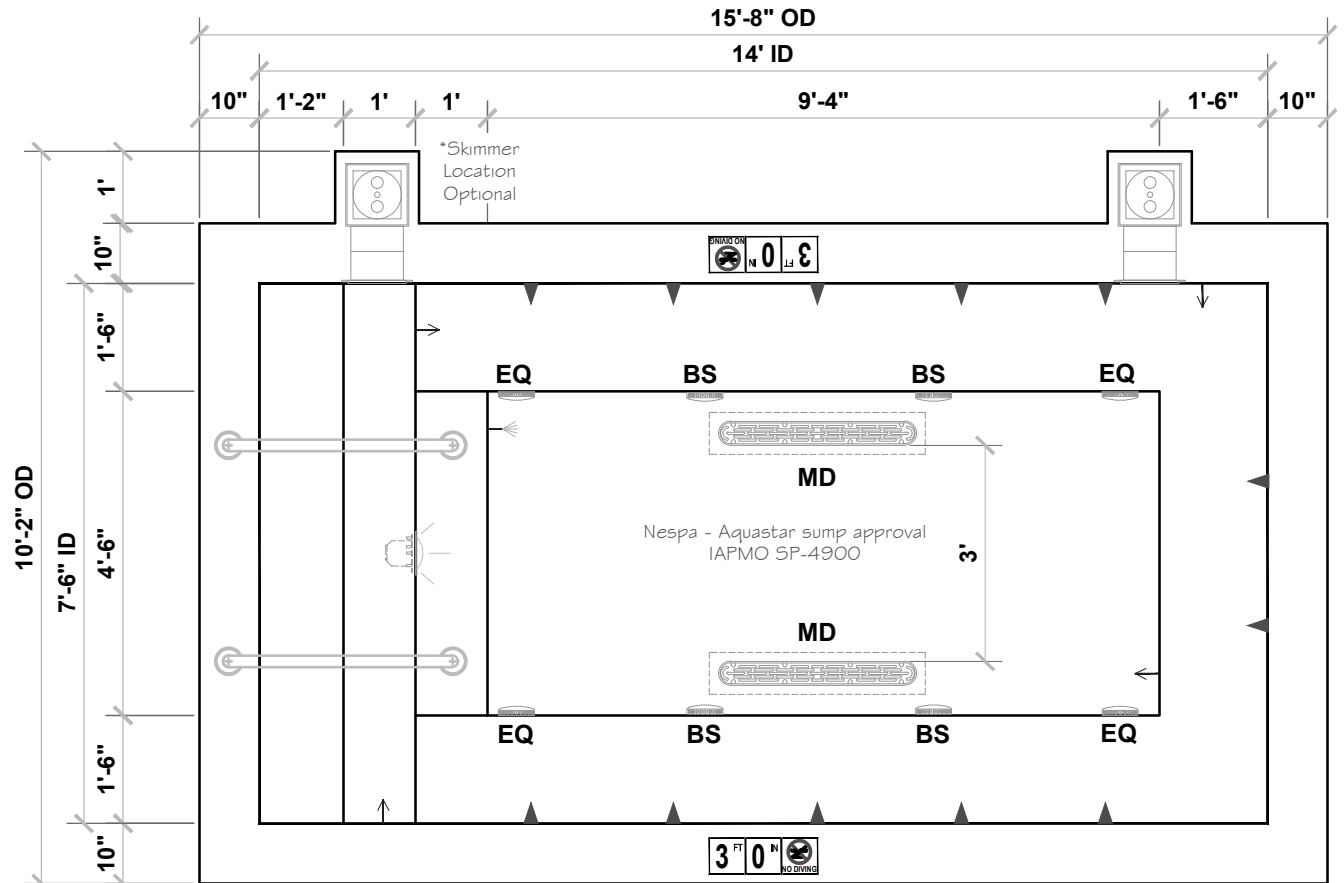 15'-8" OD
14' ID
10" 1'-2" 1' 1' 9'-4" 1'-6" 10"
*Skimmer
Location
Optional
1'
10"
1'-6"
4'-6"
1'-6"
10"
10'-2" OD
7'-6" ID
3 FT 0 IN NO DIVING
EQ BS BS EQ
MD
Nespa - Aquastar sump approval
IAPMO SP-4900
3'
MD
EQ BS BS EQ
3 FT 0 IN NO DIVING